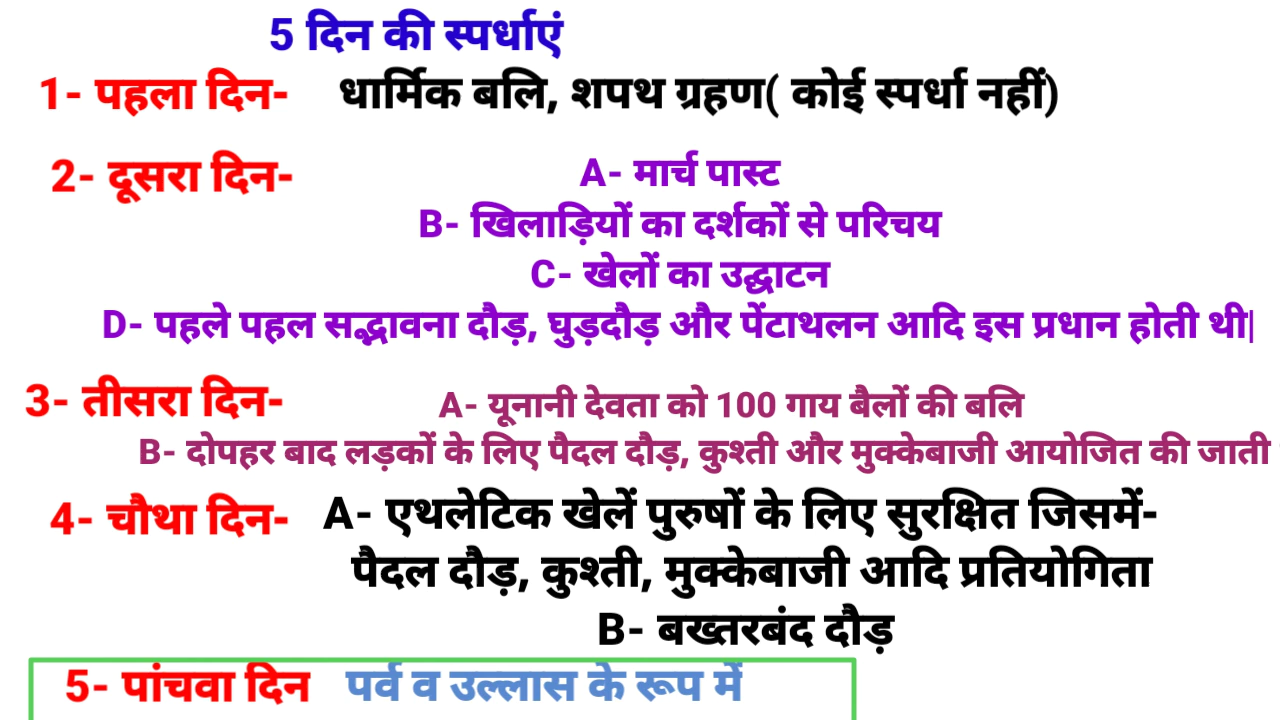 5 दिन की स्पर्धाएं
1- पहला दिन- धार्मिक बलि, शपथ ग्रहण( कोई स्पर्धा नहीं)
2- दूसरा दिन- A- मार्च पास्ट
B- खिलाड़ियों का दर्शकों से परिचय
C- खेलों का उद्घाटन
D- पहले पहल सद्भावना दौड़, घुड़दौड़ और पेंटाथलन आदि इस प्रधान होती थी|
3- तीसरा दिन- A- यूनानी देवता को 100 गाय बैलों की बलि
B- दोपहर बाद लड़कों के लिए पैदल दौड़, कुश्ती और मुक्केबाजी आयोजित की जाती
4- चौथा दिन- A- एथलेटिक खेलें पुरुषों के लिए सुरक्षित जिसमें-
पैदल दौड़, कुश्ती, मुक्केबाजी आदि प्रतियोगिता
B- बख्तरबंद दौड़
5- पांचवा दिन पर्व व उल्लास के रूप में